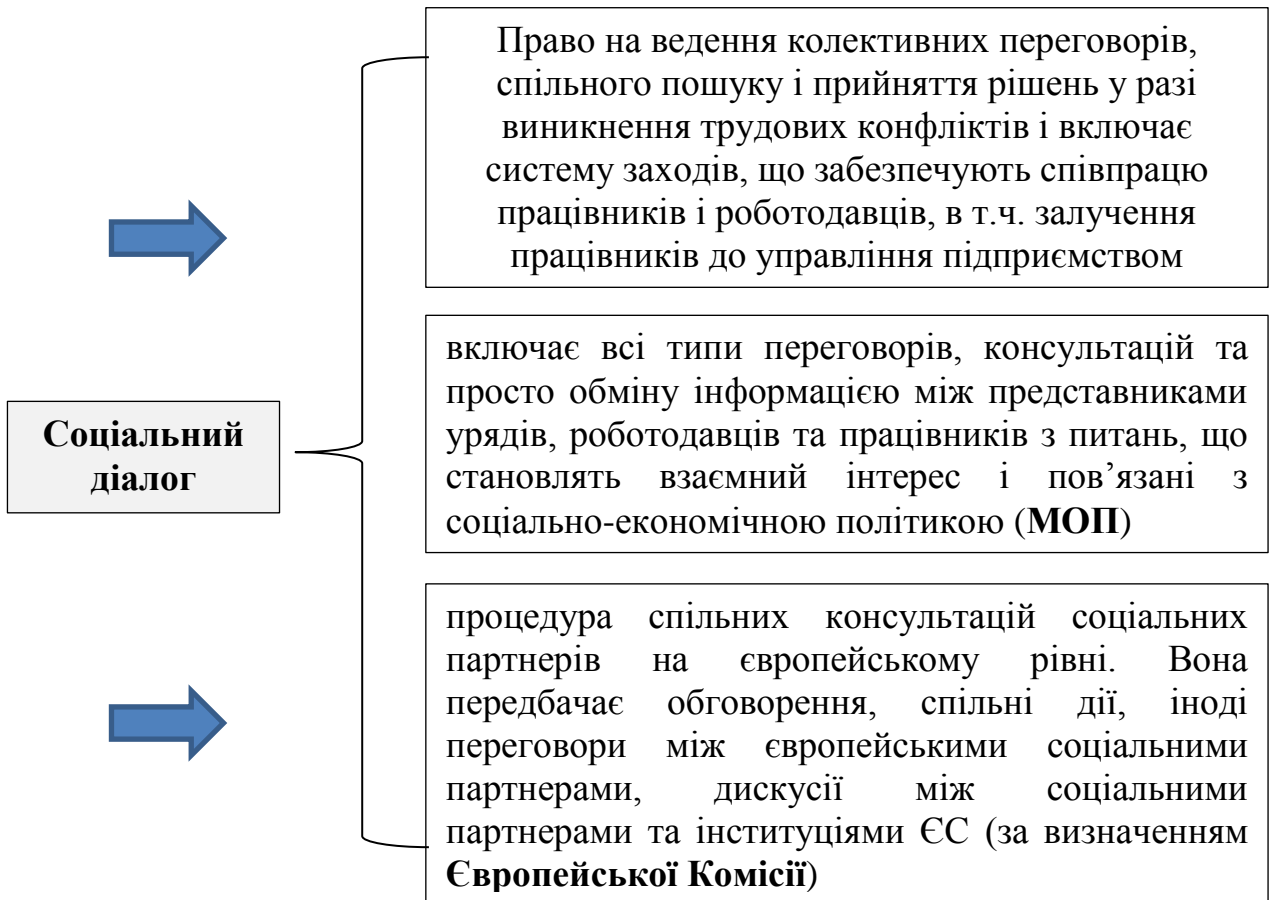 Право на ведення колективних переговорів,
спільного пошуку і прийняття рішень у разі
виникнення трудових конфліктів і включає
систему заходів, що забезпечують співпрацю
працівників і роботодавців, в т.ч. залучення
працівників до управління підприємством
Соціальний
діалог
включає всі типи переговорів, консультацій та
просто обміну інформацією між представниками
урядів, роботодавців та працівників з питань, що
становлять взаємний інтерес і пов’язані з
соціально-економічною політикою (МОП)
процедура спільних консультацій соціальних
партнерів на європейському рівні. Вона
передбачає обговорення, спільні дії, іноді
переговори між європейськими соціальними
партнерами, дискусії між соціальними
партнерами та інституціями ЄС (за визначенням
Європейської Комісії)